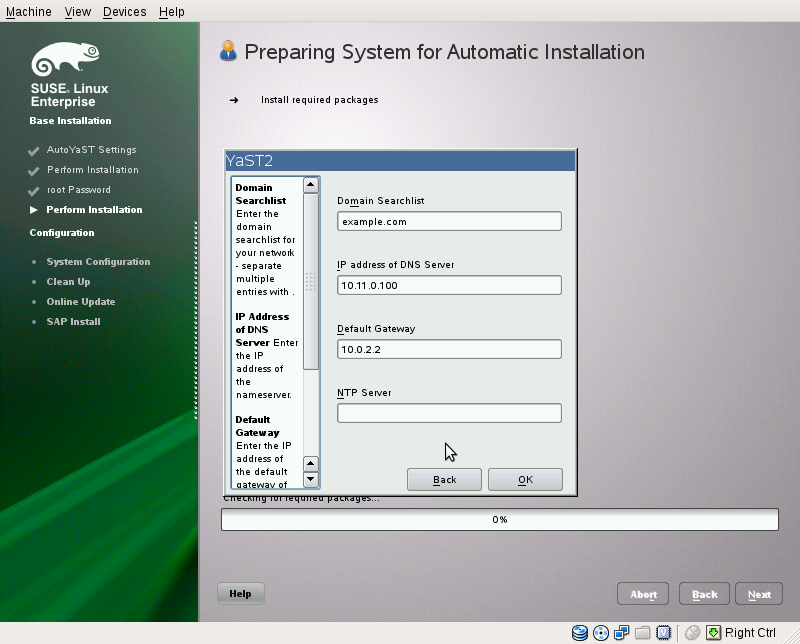 Machine View Devices Help
SUSE® Linux
Enterprise
Base Installation
AutoYaST Settings
Perform Installation
root Password
Perform Installation
Configuration
System Configuration
Clean Up
Online Update
SAP Install
Preparing System for Automatic Installation
Install required packages
YaST2
Domain
Searchlist
Enter the
domain
searchlist for
your network
- separate
multiple
entries with .
IP Address
of DNS
Server Enter
the IP
address of
the
nameserver.
Default
Gateway
Enter the IP
address of
the default
gateway of
Domain Searchlist
example.com
IP address of DNS Server
10.11.0.100
Default Gateway
10.0.2.2
NTP Server
Back OK
Checking for required packages...
0%
Help Abort Back Next
Right Ctrl